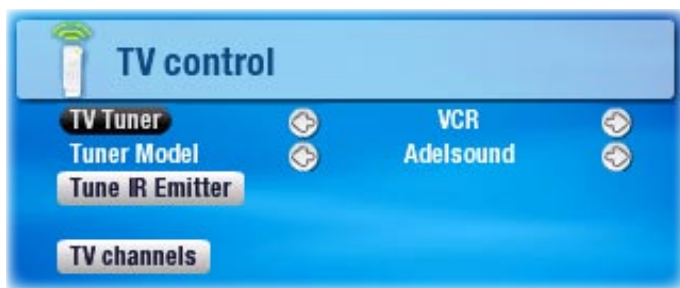 TV control
TV Tuner VCR
Tuner Model Adelsound
Tune IR Emitter
TV channels